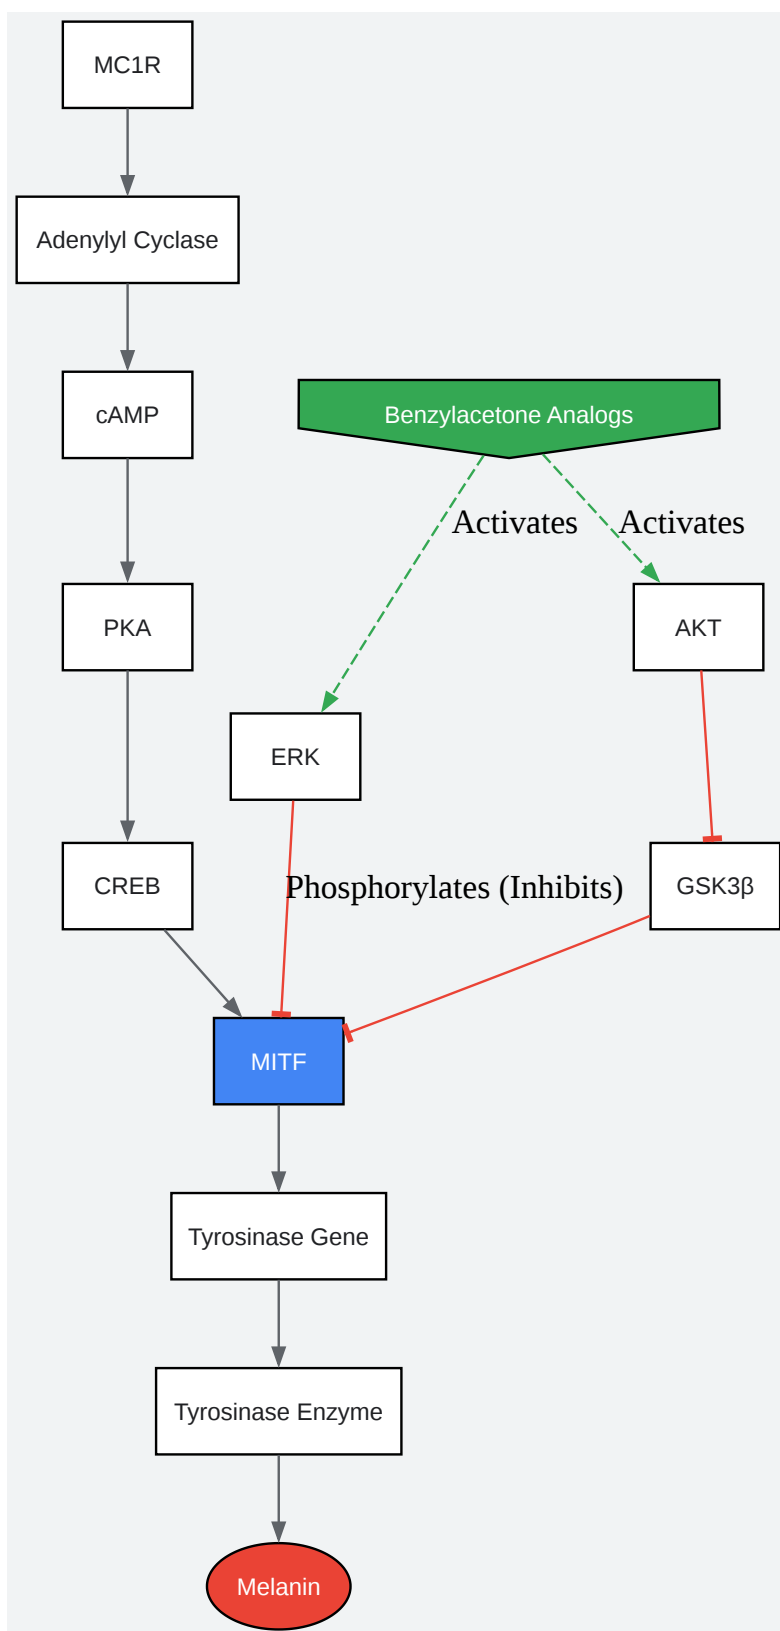 MC1R
Adenylyl Cyclase
cAMP
Benzylacetone Analogs
Activates
Activates
PKA
AKT
ERK
CREB
Phosphorylates (Inhibits)
GSK3β
MITF
Tyrosinase Gene
Tyrosinase Enzyme
Melanin